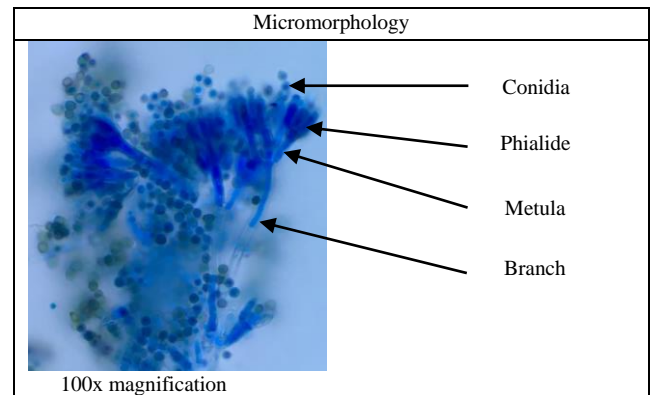 Micromorphology
Conidia
Phialide
Metula
Branch
100x magnification